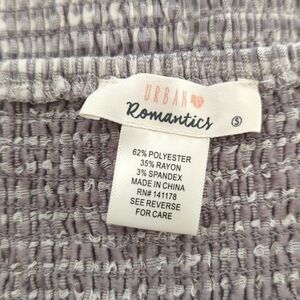 URBAN
Romantics
S
62% POLYESTER
35% RAYON
3% SPANDEX
MADE IN CHINA
RN# 141178
SEE REVERSE
FOR CARE